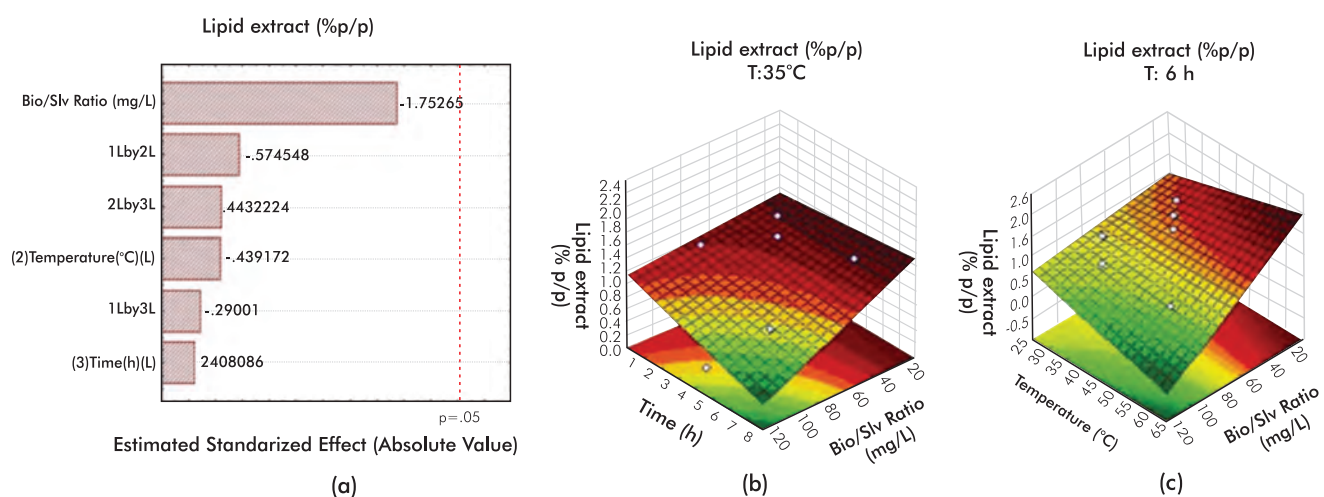 Lipid extract (%p/p)
Bio/Slv Ratio (mg/L)
-1.75265
1Lby2L
-.574548
2Lby3L
.4432224
(2)Temperature(°C)(L)
-.439172
1Lby3L
-.29001
(3)Time(h)(L)
2408086
p=.05
Estimated Standarized Effect (Absolute Value)
(a)
Lipid extract (%p/p)
T:35°C
2.4
2.2
2.0
1.8
1.6
1.4
1.2
1.0
0.8
0.6
0.4
0.2
0.0
Lipid extract
(% p/p)
1
2
3
4
5
6
7
8
Time (h)
120
100
80
60
40
20
Bio/Slv Ratio
(mg/L)
(b)
Lipid extract (%p/p)
T: 6 h
2.6
2.0
1.6
1.0
0.5
0.0
-0.5
Lipid extract
(% p/p)
25
30
35
40
45
50
55
60
65
Temperature (°C)
120
100
80
60
40
20
Bio/Slv Ratio
(mg/L)
(c)